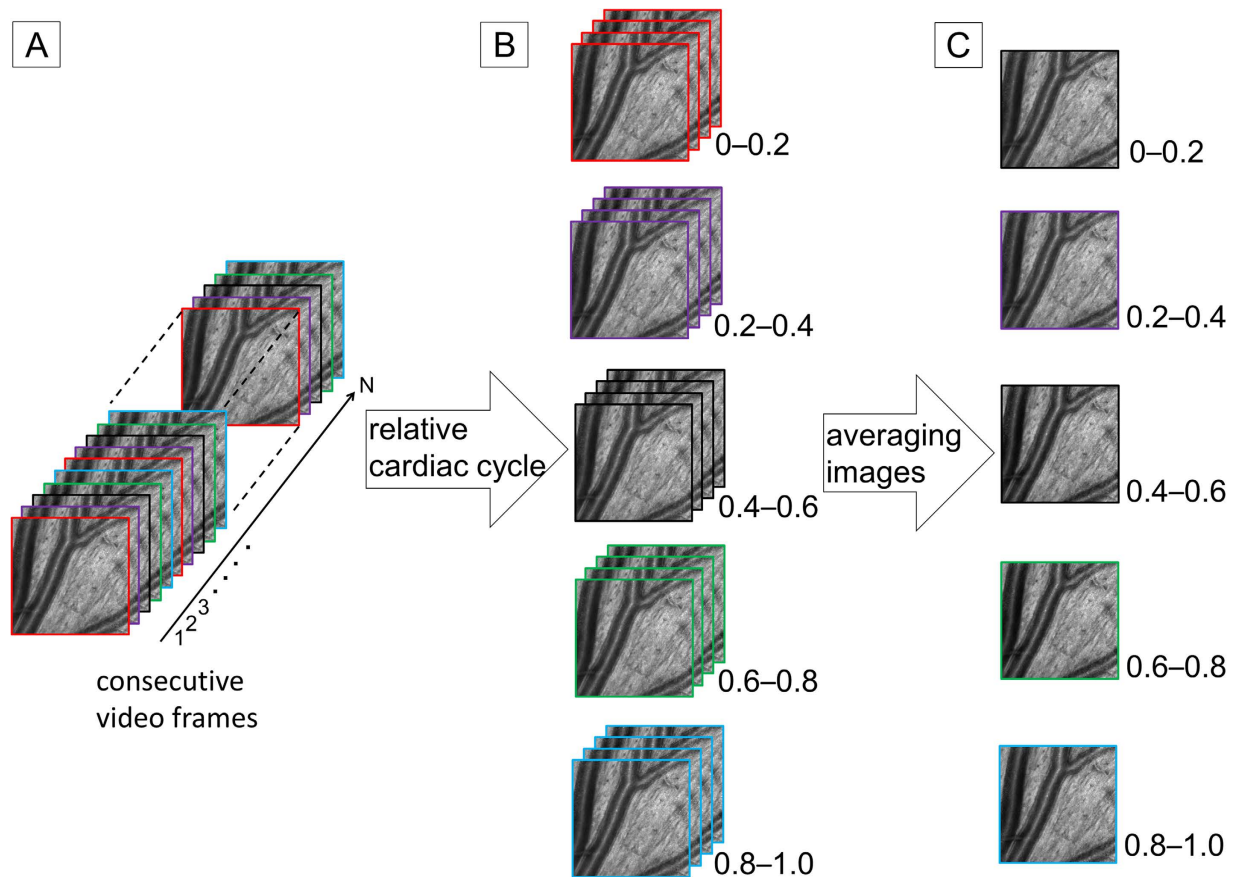 A
B
C
0–0.2
0.2–0.4
0.4–0.6
0.6–0.8
0.8–1.0
0–0.2
0.2–0.4
0.4–0.6
0.6–0.8
0.8–1.0
N
1 2 3 . . . .
consecutive
video frames
relative
cardiac cycle
averaging
images